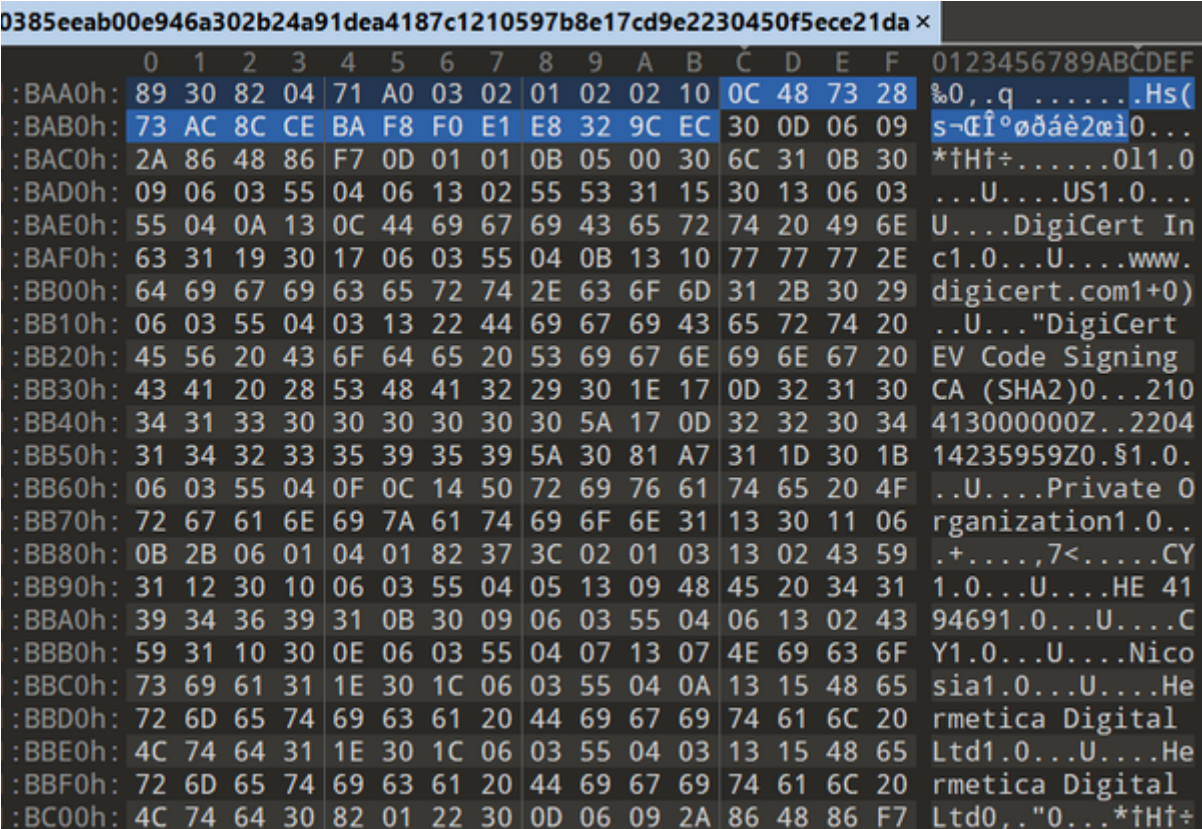 0385eeab00e946a302b24a91dea4187c1210597b8e17cd9e2230450f5ece21da ×
0 1 2 3 4 5 6 7 8 9 A B C D E F 0123456789ABCDEF
:BAA0h: 89 30 82 04 71 A0 03 02 01 02 02 10 0C 48 73 28 ‰0‚.q .......Hs(
:BAB0h: 73 AC 8C CE BA F8 F0 E1 E8 32 9C EC 30 0D 06 09 s¬ŒÎºøðáè2œì0...
:BAC0h: 2A 86 48 86 F7 0D 01 01 0B 05 00 30 6C 31 0B 30 *†H†÷......0l1.0
:BAD0h: 09 06 03 55 04 06 13 02 55 53 31 15 30 13 06 03 ...U....US1.0...
:BAE0h: 55 04 0A 13 0C 44 69 67 69 43 65 72 74 20 49 6E U....DigiCert In
:BAF0h: 63 31 19 30 17 06 03 55 04 0B 13 10 77 77 77 2E c1.0...U....www.
:BB00h: 64 69 67 69 63 65 72 74 2E 63 6F 6D 31 2B 30 29 digicert.com1+0)
:BB10h: 06 03 55 04 03 13 22 44 69 67 69 43 65 72 74 20 ..U..."DigiCert
:BB20h: 45 56 20 43 6F 64 65 20 53 69 67 6E 69 6E 67 20 EV Code Signing
:BB30h: 43 41 20 28 53 48 41 32 29 30 1E 17 0D 32 31 30 CA (SHA2)0...210
:BB40h: 34 31 33 30 30 30 30 30 30 5A 17 0D 32 32 30 34 413000000Z..2204
:BB50h: 31 34 32 33 35 39 35 39 5A 30 81 A7 31 1D 30 1B 14235959Z0.§1.0.
:BB60h: 06 03 55 04 0F 0C 14 50 72 69 76 61 74 65 20 4F ..U....Private O
:BB70h: 72 67 61 6E 69 7A 61 74 69 6F 6E 31 13 30 11 06 rganization1.0..
:BB80h: 0B 2B 06 01 04 01 82 37 3C 02 01 03 13 02 43 59 .+....‚7<.....CY
:BB90h: 31 12 30 10 06 03 55 04 05 13 09 48 45 20 34 31 1.0...U....HE 41
:BBA0h: 39 34 36 39 31 0B 30 09 06 03 55 04 06 13 02 43 94691.0...U....C
:BBB0h: 59 31 10 30 0E 06 03 55 04 07 13 07 4E 69 63 6F Y1.0...U....Nico
:BBC0h: 73 69 61 31 1E 30 1C 06 03 55 04 0A 13 15 48 65 sia1.0...U....He
:BBD0h: 72 6D 65 74 69 63 61 20 44 69 67 69 74 61 6C 20 rmetica Digital
:BBE0h: 4C 74 64 31 1E 30 1C 06 03 55 04 03 13 15 48 65 Ltd1.0...U....He
:BBF0h: 72 6D 65 74 69 63 61 20 44 69 67 69 74 61 6C 20 rmetica Digital
:BC00h: 4C 74 64 30 82 01 22 30 0D 06 09 2A 86 48 86 F7 Ltd0‚."0...*†H†÷